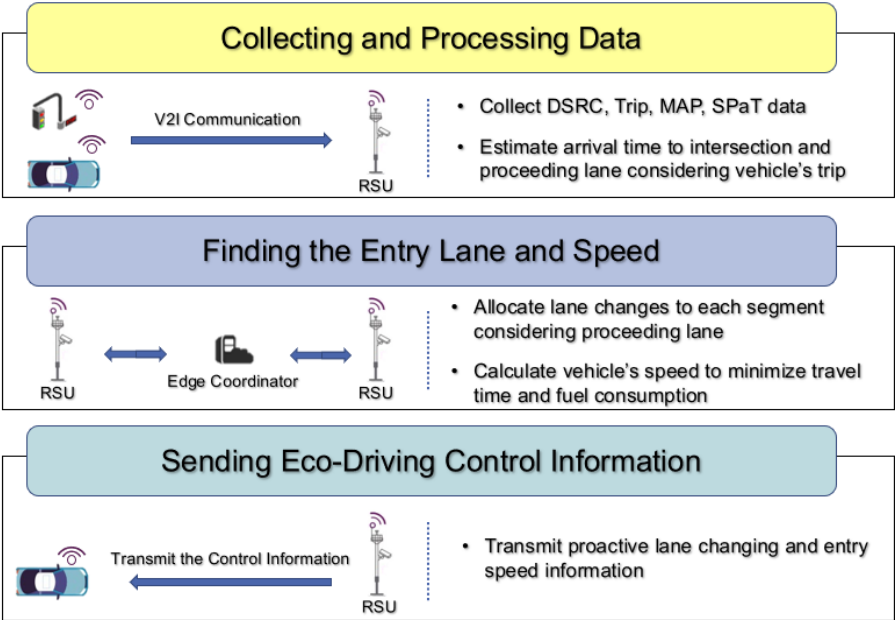 Collecting and Processing Data
V2I Communication
RSU
• Collect DSRC, Trip, MAP, SPaT data
• Estimate arrival time to intersection and
proceeding lane considering vehicle's trip
Finding the Entry Lane and Speed
RSU
Edge Coordinator
RSU
• Allocate lane changes to each segment
considering proceeding lane
• Calculate vehicle's speed to minimize travel
time and fuel consumption
Sending Eco-Driving Control Information
Transmit the Control Information
RSU
• Transmit proactive lane changing and entry
speed information